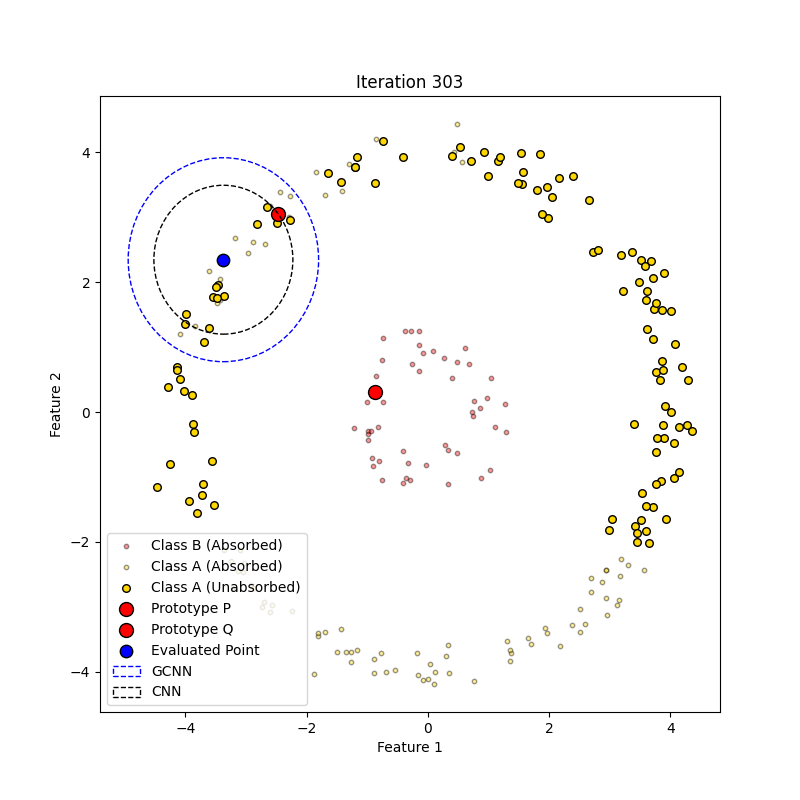 Iteration 303
Feature 2
4
2
0
−2
−4
Class B (Absorbed)
Class A (Absorbed)
Class A (Unabsorbed)
Prototype P
Prototype Q
Evaluated Point
GCNN
CNN
−4
−2
0
2
4
Feature 1